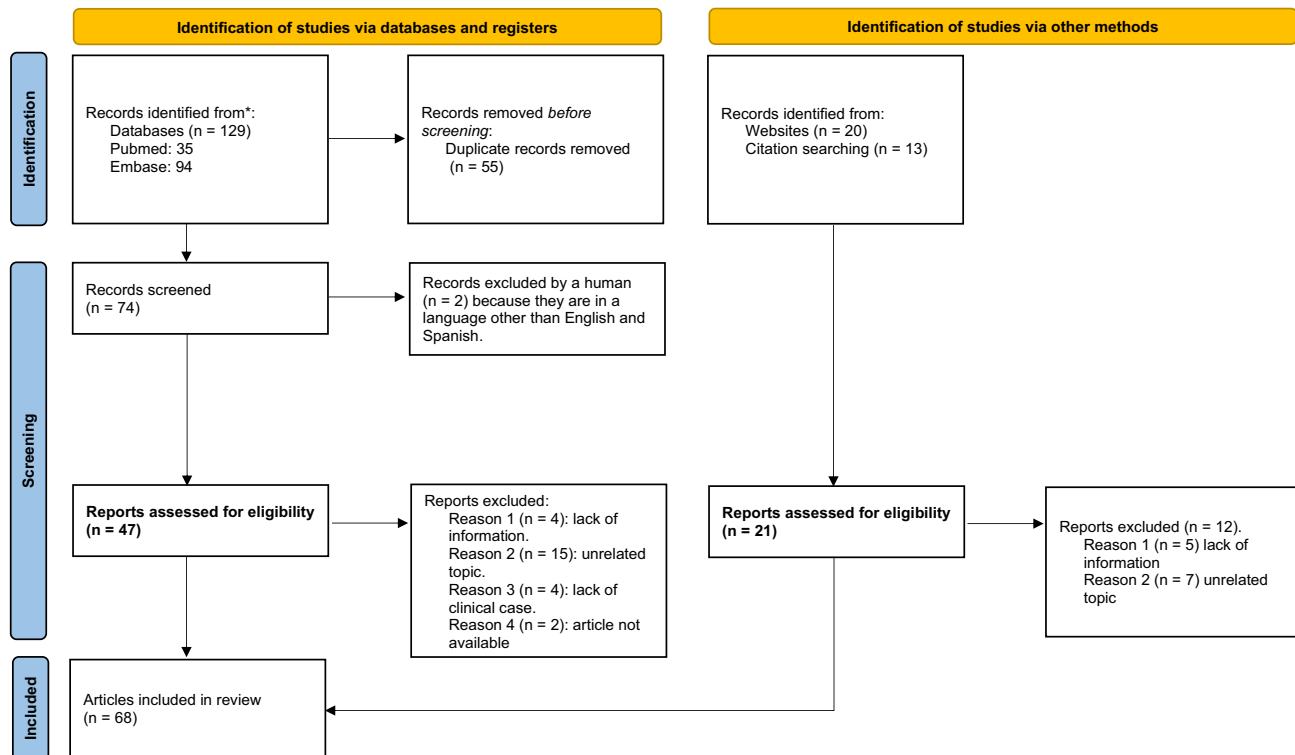 Identification of studies via databases and registers
Identification of studies via other methods
Identification
Records identified from*:
Databases (n = 129)
Pubmed: 35
Embase: 94
Records removed before
screening:
Duplicate records removed
(n = 55)
Records identified from:
Websites (n = 20)
Citation searching (n = 13)
Screening
Records screened
(n = 74)
Records excluded by a human
(n = 2) because they are in a
language other than English and
Spanish.
Reports assessed for eligibility
(n = 47)
Reports excluded:
Reason 1 (n = 4): lack of
information.
Reason 2 (n = 15): unrelated
topic.
Reason 3 (n = 4): lack of
clinical case.
Reason 4 (n = 2): article not
available
Reports assessed for eligibility
(n = 21)
Reports excluded (n = 12).
Reason 1 (n = 5) lack of
information
Reason 2 (n = 7) unrelated
topic
Included
Articles included in review
(n = 68)